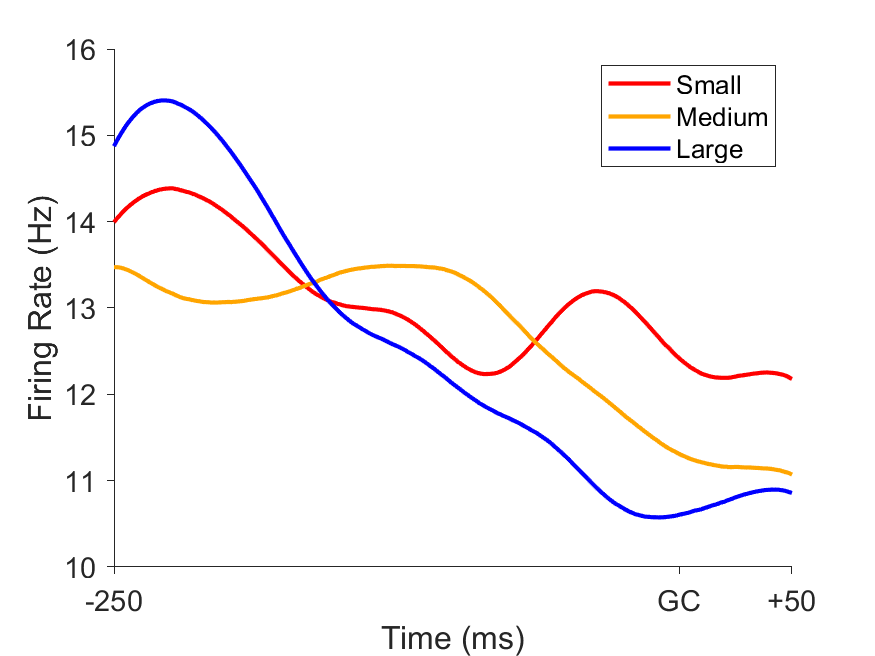 16
15
14
13
12
11
10
Firing Rate (Hz)
Small
Medium
Large
-250
GC
+50
Time (ms)